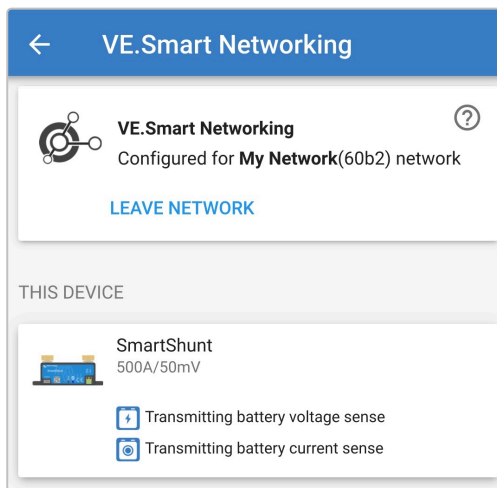 VE.Smart Networking
VE.Smart Networking
Configured for My Network(60b2) network
LEAVE NETWORK
THIS DEVICE
SmartShunt
500A/50mV
Transmitting battery voltage sense
Transmitting battery current sense